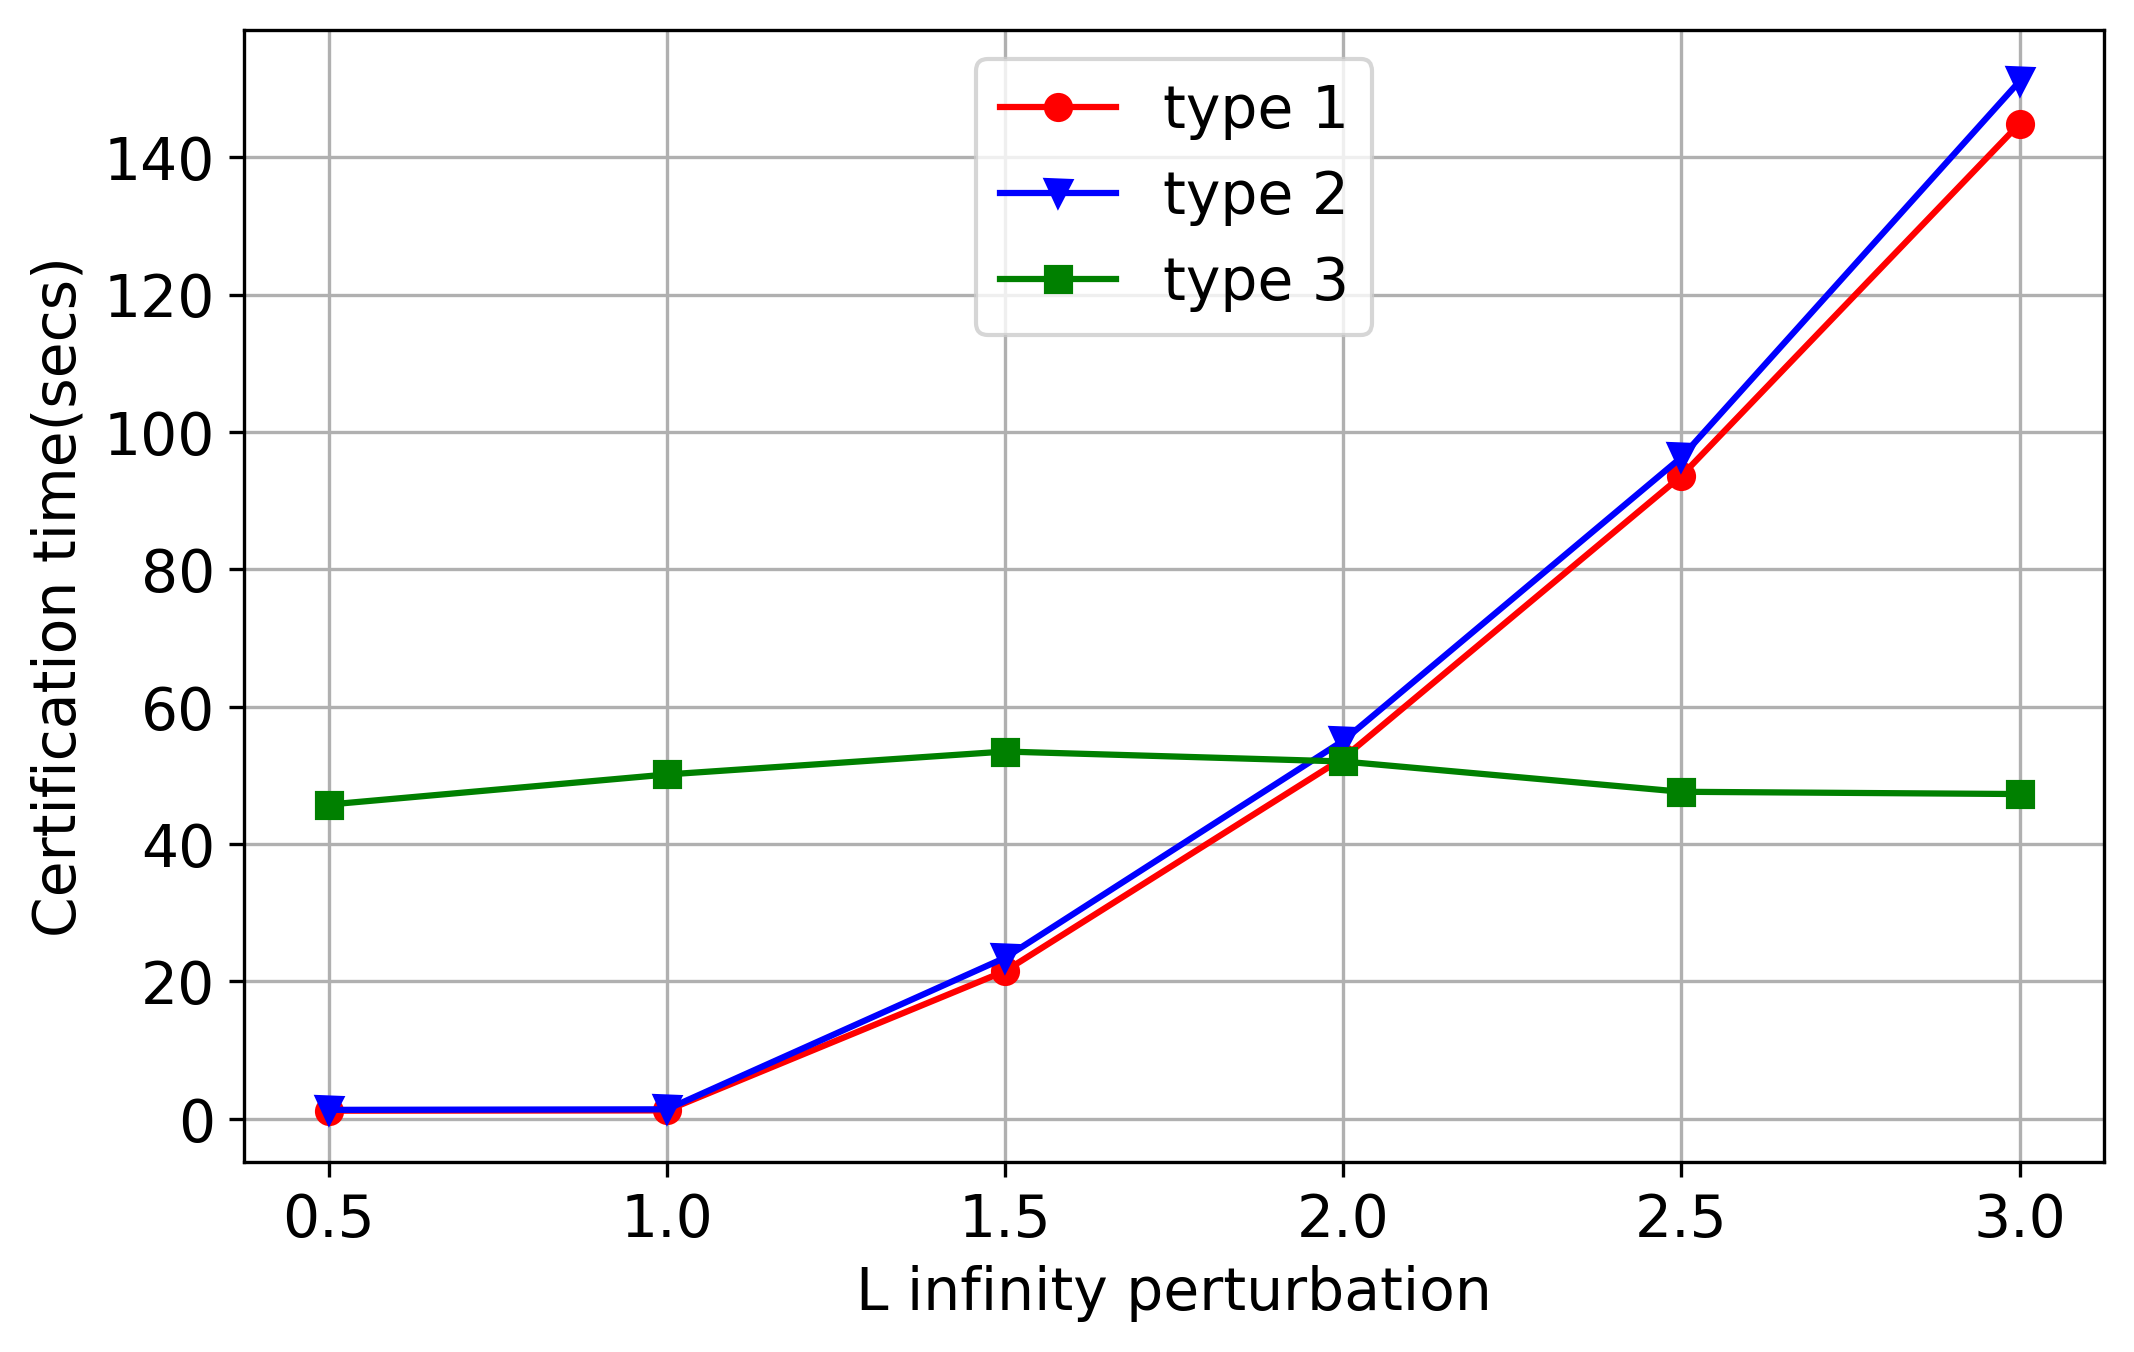 type 1
type 2
type 3
140
120
100
80
60
40
20
0
Certification time(secs)
0.5 1.0 1.5 2.0 2.5 3.0
L infinity perturbation